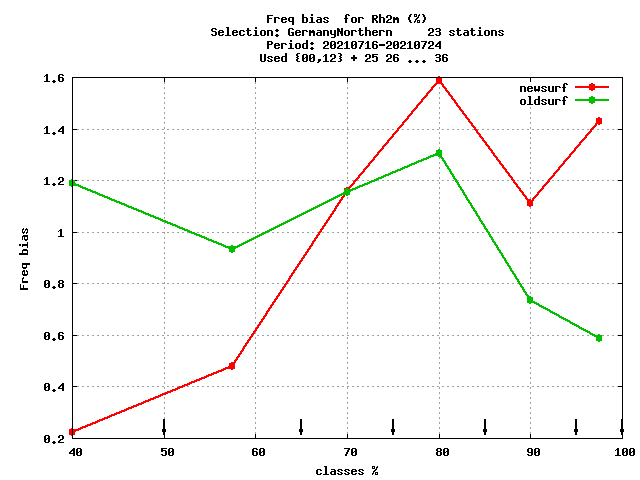 Freq bias  for Rh2m (%)
Selection: GermanyNorthern     23 stations
Period: 20210716-20210724
Used {00,12} + 25 26 ... 36
newsurf
oldsurf
1.6
1.4
1.2
1
0.8
0.6
0.4
0.2
Freq bias
40 50 60 70 80 90 100
classes %